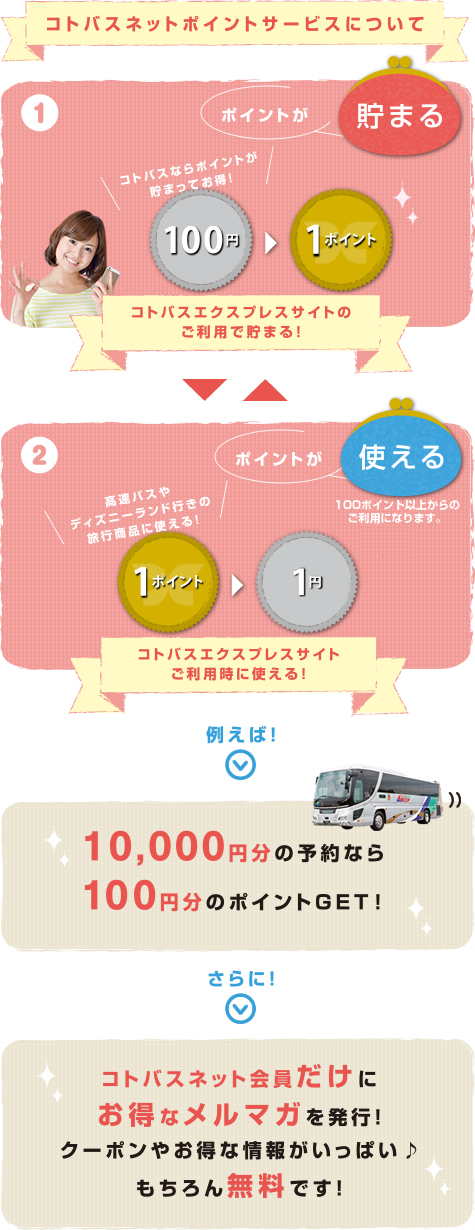 コトバスネットポイントサービスについて
1
ポイントが
貯まる
コトバスならポイントが
貯まってお得!
100円
1ポイント
コトバスエクスプレスサイトの
ご利用で貯まる!
2
ポイントが
使える
100ポイント以上からの
ご利用になります。
高速バスや
ディズニーランド行きの
旅行商品に使える!
1ポイント
1円
コトバスエクスプレスサイト
ご利用時に使える!
例えば!
10,000円分の予約なら
100円分のポイントGET!
さらに!
コトバスネット会員だけに
お得なメルマガを発行!
クーポンやお得な情報がいっぱい♪
もちろん無料です!